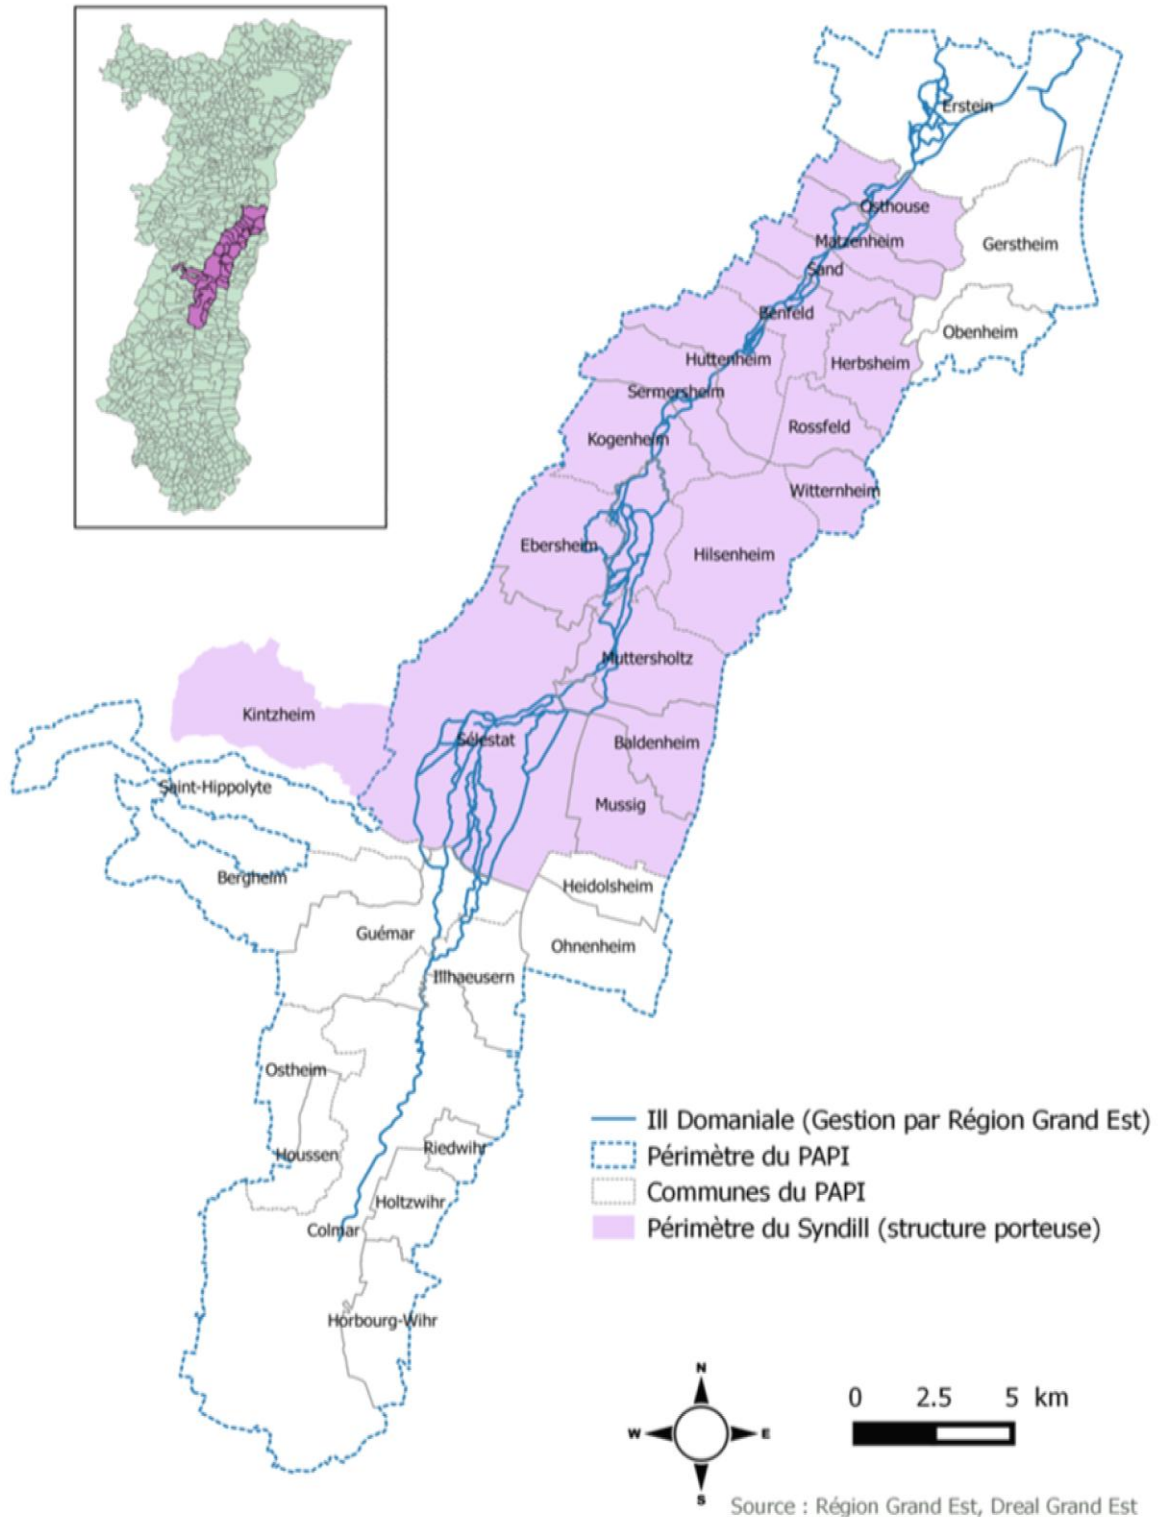 Erstein
Osthouse
Matzenheim
Gerstheim
Sand
Benfeld
Obenheim
Huttenheim
Herbsheim
Sermersheim
Rossfeld
Kogenheim
Witternheim
Ebersheim
Hilsenheim
Muttersholtz
Kintzheim
Sélestat
Baldenheim
Saint-Hippolyte
Mussig
Bergheim
Heidolsheim
Guémar
Ohnenheim
Illhaeusern
Ostheim
Riedwihr
Houssen
Holtzwihr
Colmar
Horbourg-Wihr
Ill Domaniale (Gestion par Région Grand Est)
Périmètre du PAPI
Communes du PAPI
Périmètre du Syndill (structure porteuse)
N
W E
S
0 2.5 5 km
Source : Région Grand Est, Dreal Grand Est